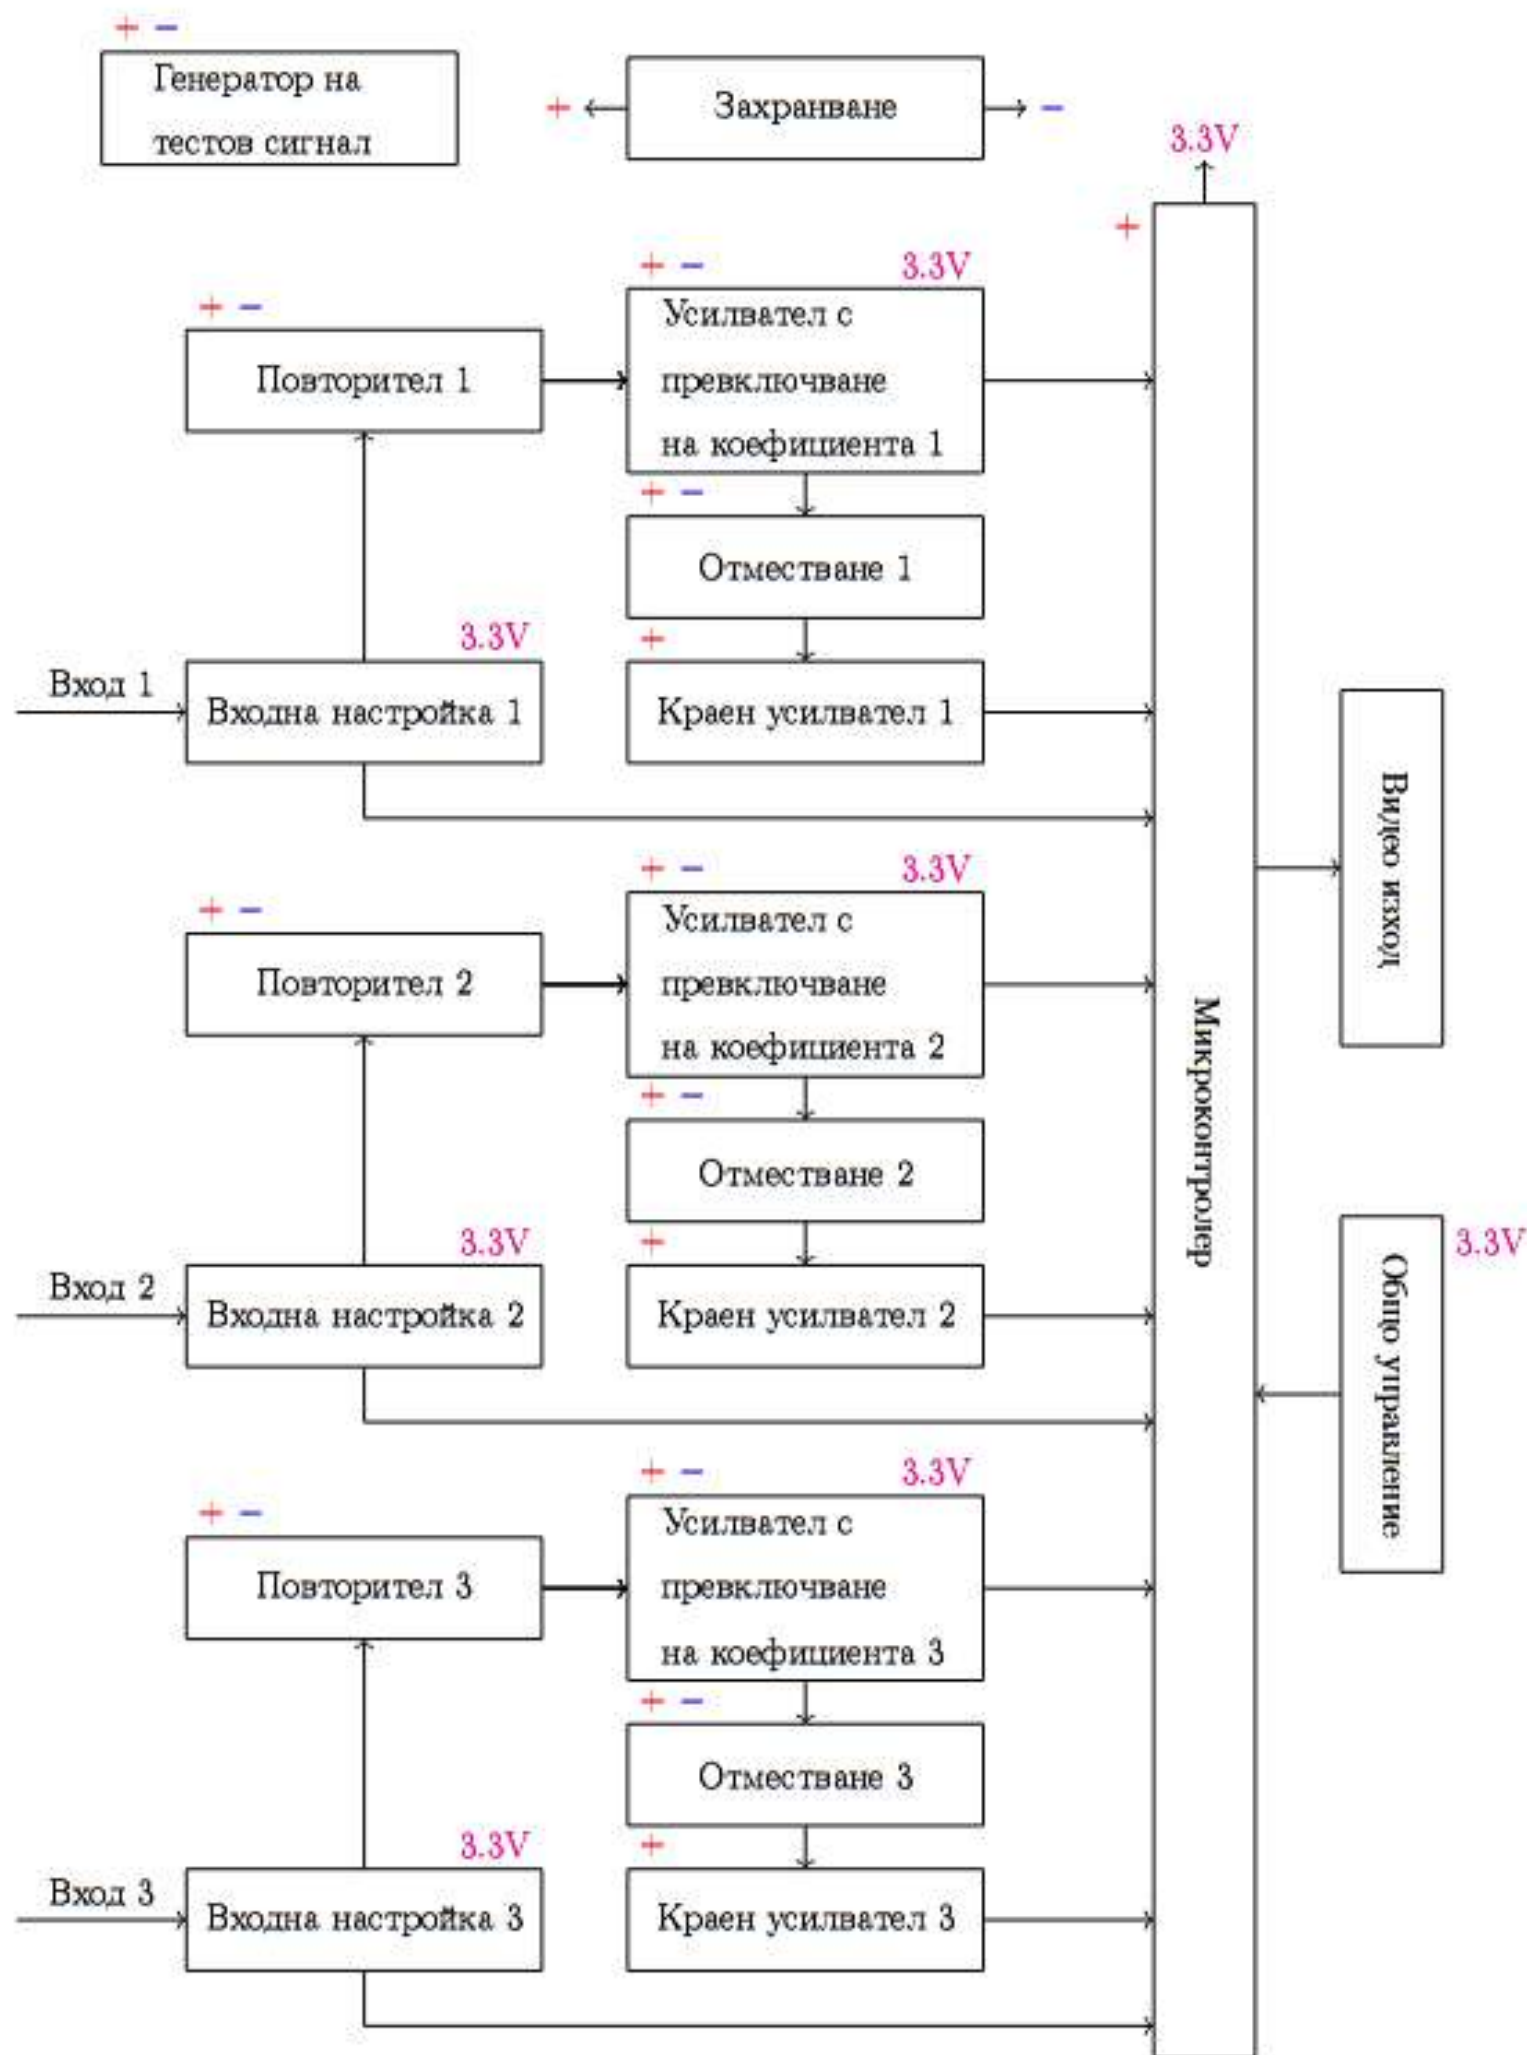 + −
Генератор на
тестов сигнал
+
Захранване
−
3.3V
+
+ −
3.3V
Усилвател с
превключване
на коефициента 1
+ −
Повторител 1
+ −
Отместване 1
3.3V
+
Вход 1
Входна настройка 1
Краен усилвател 1
+ −
3.3V
Усилвател с
превключване
на коефициента 2
+ −
Повторител 2
+ −
Отместване 2
3.3V
+
Вход 2
Входна настройка 2
Краен усилвател 2
+ −
3.3V
Усилвател с
превключване
на коефициента 3
+ −
Повторител 3
+ −
Отместване 3
3.3V
+
Вход 3
Входна настройка 3
Краен усилвател 3
Микроконтролер
Видео изход
3.3V
Общо управление